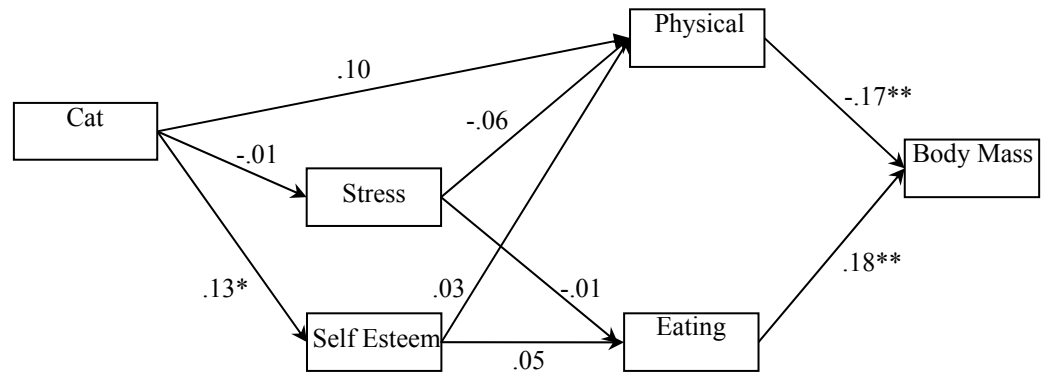 Physical
.10
Cat
-.06
-.17**
-.01
Body Mass
Stress
.13*
.03
-.01
.18**
Self Esteem
Eating
.05